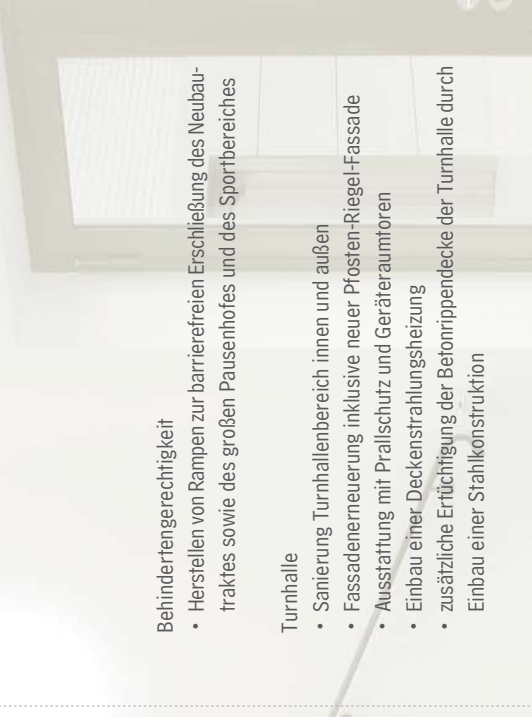 Behindertengerechtigkeit
• Herstellen von Rampen zur barrierefreien Erschließung des Neubau-
traktes sowie des großen Pausenhofes und des Sportbereiches
Turnhalle
• Sanierung Turnhallenbereich innen und außen
• Fassadenerneuerung inklusive neuer Pfosten-Riegel-Fassade
• Ausstattung mit Prallschutz und Geräteraumtoren
• Einbau einer Deckenstrahlungsheizung
• zusätzliche Ertüchtigung der Betonrippendecke der Turnhalle durch
Einbau einer Stahlkonstruktion